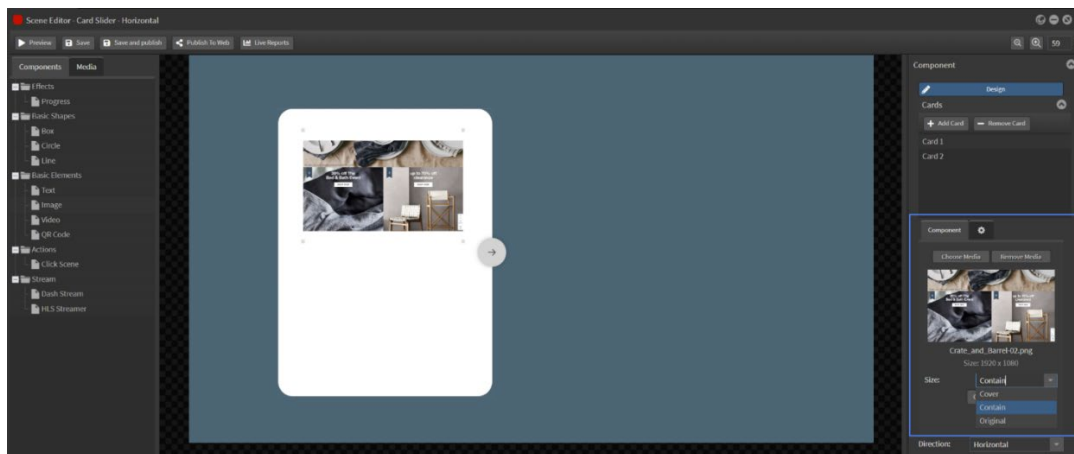 Scene Editor - Card Slider - Horizontal
Preview Save Save and publish Publish To Web Live Reports 59
Components Media
Effects
Progress
Basic Shapes
Box
Circle
Line
Basic Elements
Text
Image
Video
QR Code
Actions
Click Scene
Stream
Dash Stream
HLS Streamer
Component
Design
Cards
Add Card Remove Card
Card 1
Card 2
Component
Choose Media Remove Media
Crate_and_Barrel-02.png
Size: 1920 x 1080
Size: Contain
Cover
Contain
Original
Direction: Horizontal